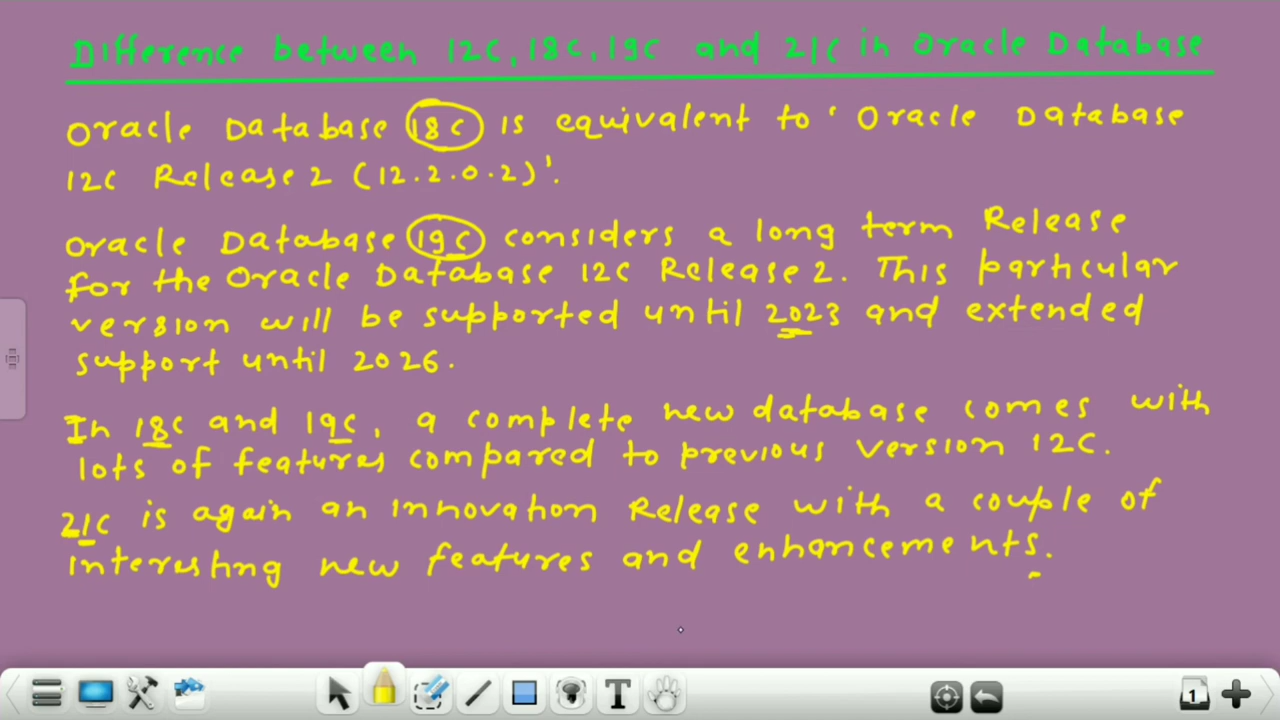 Difference between 12C, 18C, 19C and 21C in Oracle Database
Oracle Database 18C is equivalent to 'Oracle Database
12C Release 2 (12.2.0.2)'.
Oracle Database 19C considers a long term Release
for the Oracle Database 12C Release 2. This particular
version will be supported until 2023 and extended
support until 2026.
In 18C and 19C, a complete new database comes with
lots of features compared to previous version 12C.
21C is again an innovation Release with a couple of
interesting new features and enhancements.
T
1